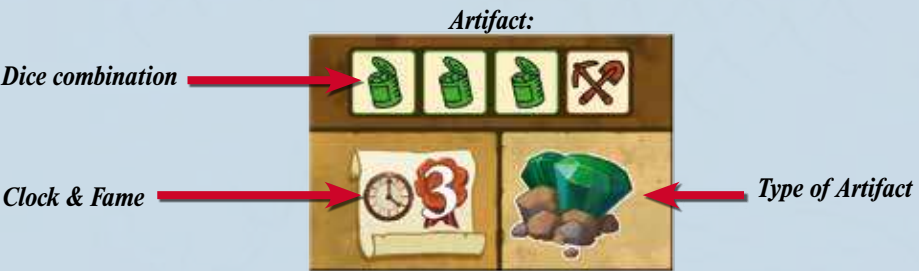 Artifact:
Dice combination
Clock & Fame
3
Type of Artifact